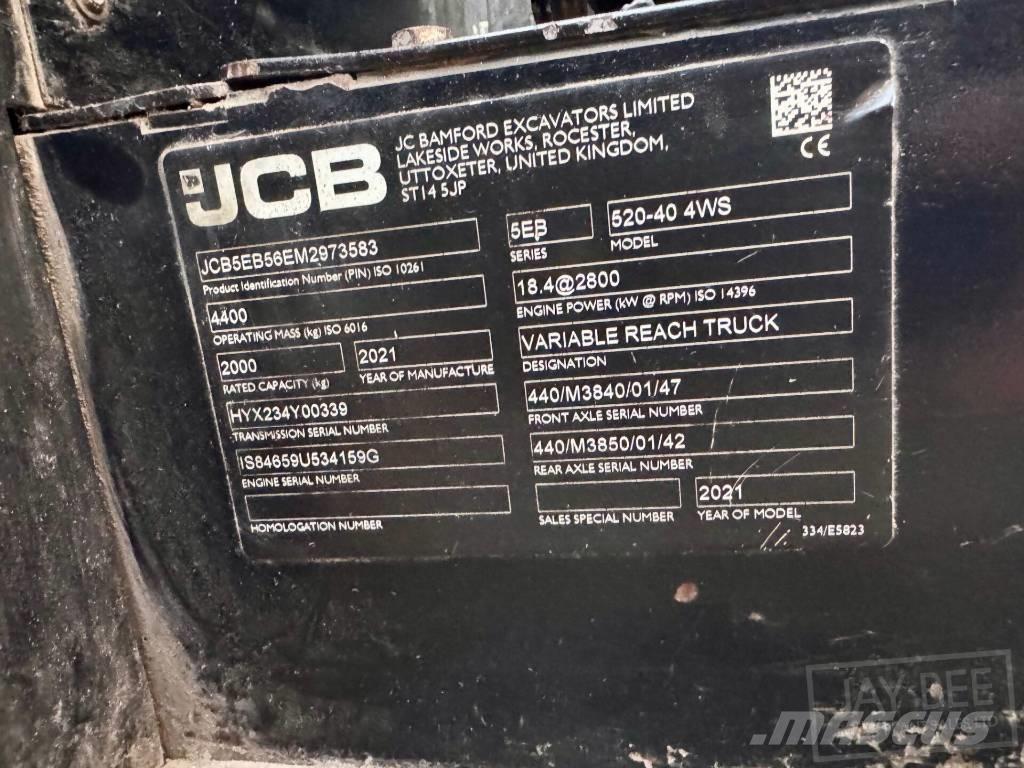 JCB
JC BAMFORD EXCAVATORS LIMITED
LAKESIDE WORKS, ROCESTER,
UTTOXETER, UNITED KINGDOM,
ST14 5JP
CE
JCB5EB56EM2973583
Product Identification Number (PIN) ISO 10261
5EB
SERIES
520-40 4WS
MODEL
4400
OPERATING MASS (kg) ISO 6016
18.4@2800
ENGINE POWER (kW @ RPM) ISO 14396
2000
RATED CAPACITY (kg)
2021
YEAR OF MANUFACTURE
VARIABLE REACH TRUCK
DESIGNATION
HYX234Y00339
TRANSMISSION SERIAL NUMBER
440/M3840/01/47
FRONT AXLE SERIAL NUMBER
IS84659U534159G
ENGINE SERIAL NUMBER
440/M3850/01/42
REAR AXLE SERIAL NUMBER
HOMOLOGATION NUMBER
SALES SPECIAL NUMBER
2021
YEAR OF MODEL
334/E5823
JAY-DEE
mascus